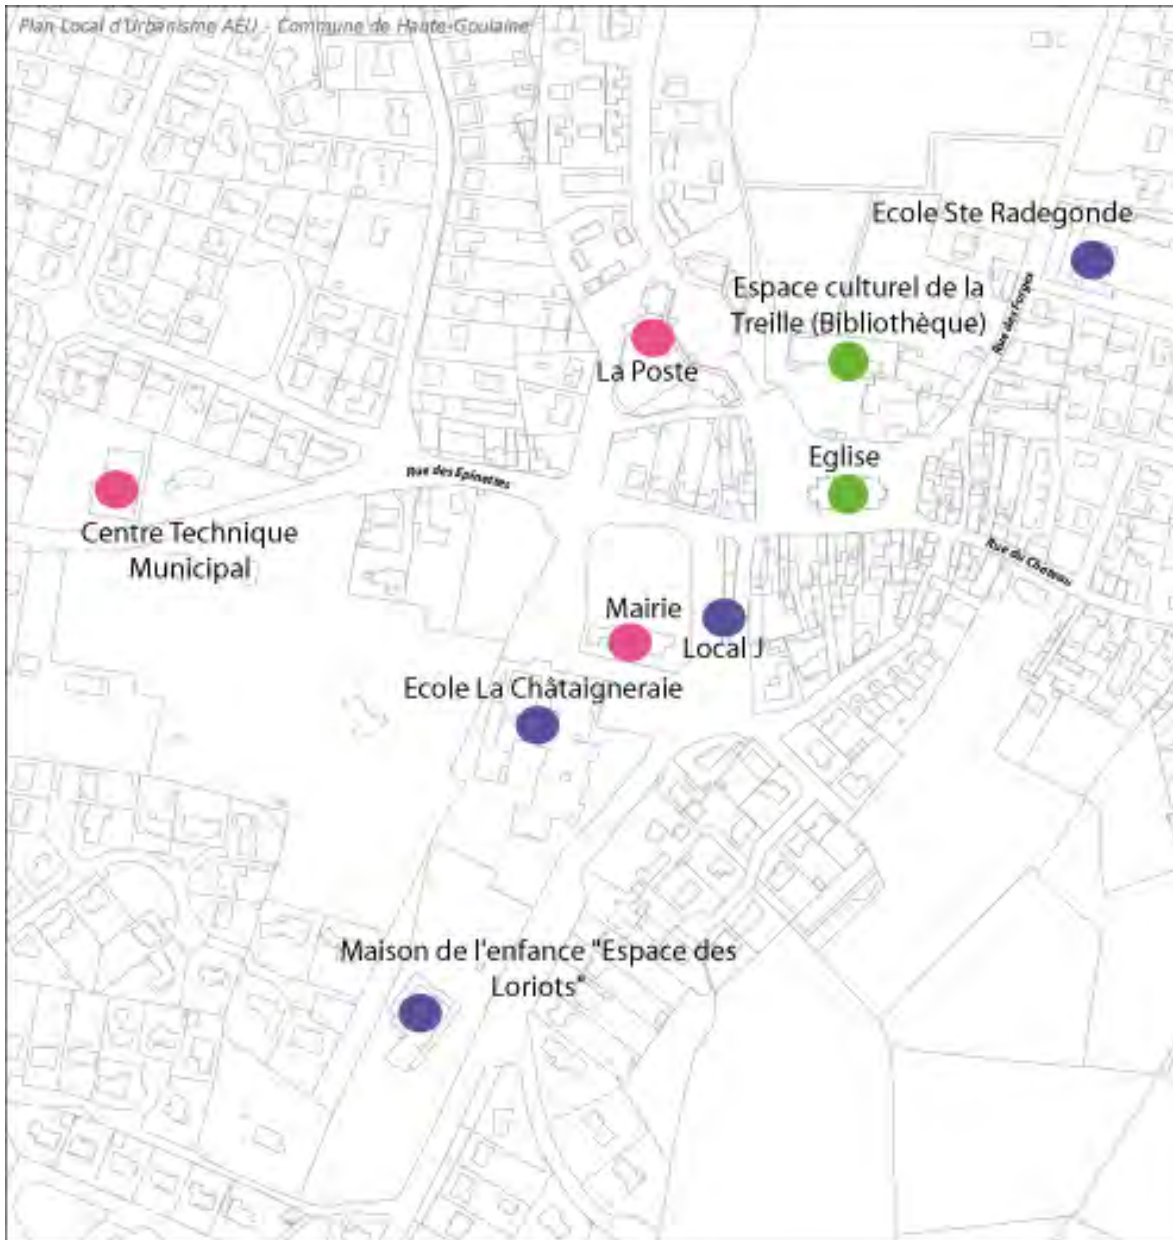 Plan Local d'Urbanisme AEU - Commune de Haute-Goulaine
Ecole Ste Radegonde
Espace culturel de la
Treille (Bibliothèque)
Rue des Forges
La Poste
Eglise
Rue des Epinettes
Centre Technique
Municipal
Rue du Chateau
Mairie
Local J
Ecole La Châtaigneraie
Maison de l'enfance "Espace des
Loriots"